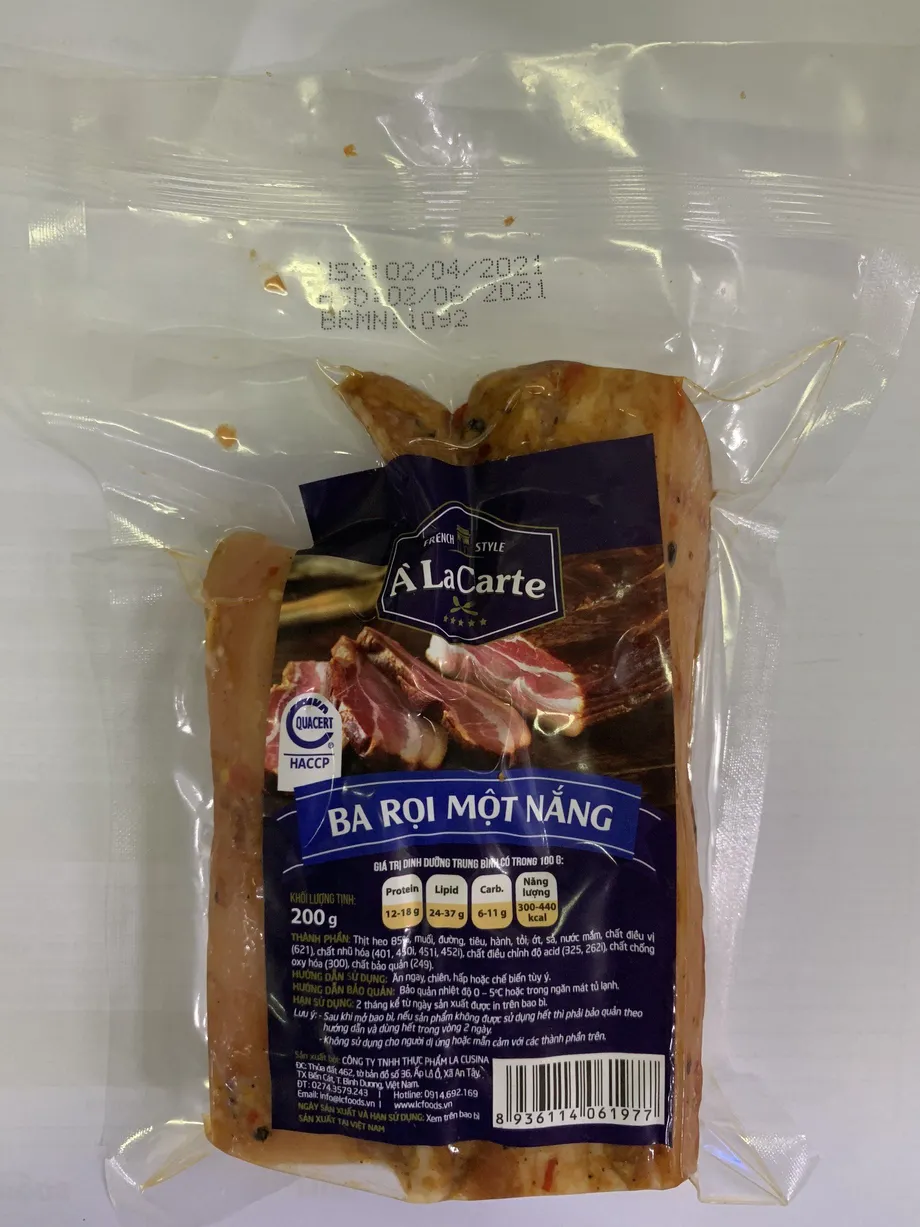 NSX:02/04/2021
HSD:02/06/2021
BRMN:1092
FRENCH STYLE
À LaCarte
QUACERT
HACCP
BA RỌI MỘT NẮNG
GIÁ TRỊ DINH DƯỠNG TRUNG BÌNH CÓ TRONG 100 G:
Protein 12-18 g
Lipid 24-37 g
Carb. 6-11 g
Năng lượng 300-440 kcal
KHỐI LƯỢNG TỊNH:
200 g
THÀNH PHẦN: Thịt heo 85%, muối, đường, tiêu, hành, tỏi, ớt, sả, nước mắm, chất điều vị
(621), chất nhũ hóa (401, 450i, 451i, 452i), chất điều chỉnh độ acid (325, 262i), chất chống
oxy hóa (300), chất bảo quản (249).
HƯỚNG DẪN SỬ DỤNG: Ăn ngay, chiên, hấp hoặc chế biến tùy ý.
HƯỚNG DẪN BẢO QUẢN: Bảo quản nhiệt độ 0 – 5°C hoặc trong ngăn mát tủ lạnh.
HẠN SỬ DỤNG: 2 tháng kể từ ngày sản xuất được in trên bao bì.
Lưu ý: - Sau khi mở bao bì, nếu sản phẩm không được sử dụng hết thì phải bảo quản theo
hướng dẫn và dùng hết trong vòng 2 ngày.
- Không sử dụng cho người dị ứng hoặc mẫn cảm với các thành phần trên.
Sản xuất bởi: CÔNG TY TNHH THỰC PHẨM LA CUSINA
ĐC: Thửa đất 462, tờ bản đồ số 36, Ấp Lồ Ồ, Xã An Tây,
TX Bến Cát, T. Bình Dương, Việt Nam.
ĐT: 0274.3579.243 | Hotline: 0914.692.169
Email: info@lcfoods.vn | www.lcfoods.vn
NGÀY SẢN XUẤT VÀ HẠN SỬ DỤNG: Xem trên bao bì
SẢN XUẤT TẠI VIỆT NAM
8 936114 061977